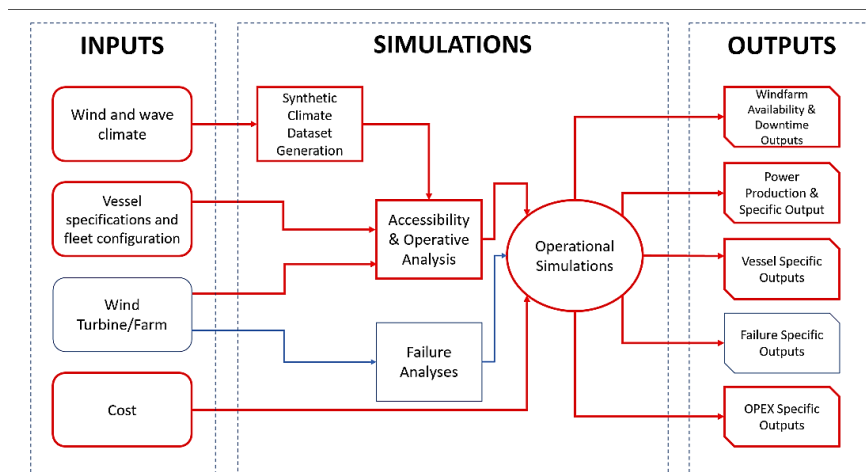 INPUTS
Wind and wave
climate
Vessel
specifications and
fleet configuration
Wind
Turbine/Farm
Cost
SIMULATIONS
Synthetic
Climate
Dataset
Generation
Accessibility
& Operative
Analysis
Failure
Analyses
Operational
Simulations
OUTPUTS
Windfarm
Availability &
Downtime
Outputs
Power
Production &
Specific Output
Vessel Specific
Outputs
Failure Specific
Outputs
OPEX Specific
Outputs